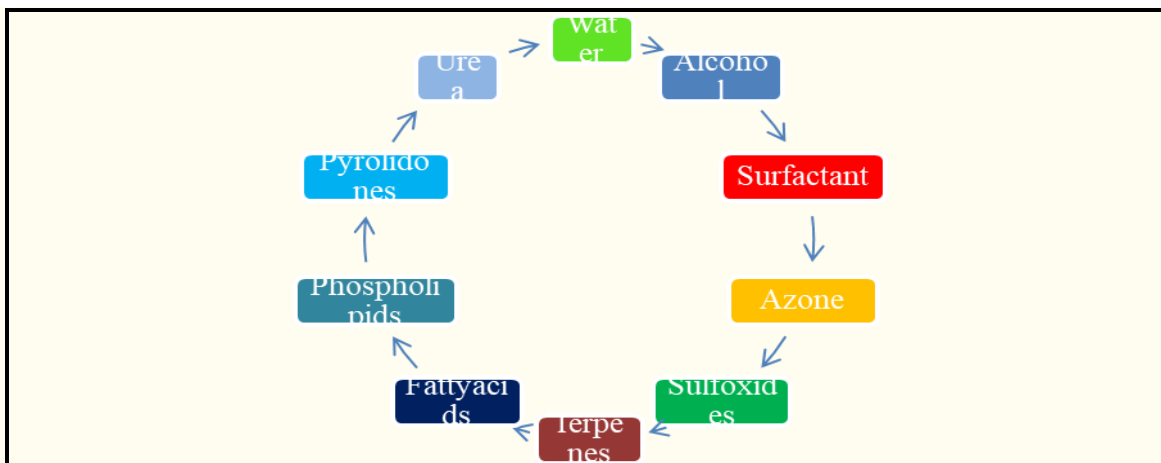 Wat
er
Alcoho
l
Surfactant
Azone
Sulfoxid
es
Terpe
nes
Fattyaci
ds
Phospholi
pids
Pyrolido
nes
Ure
a